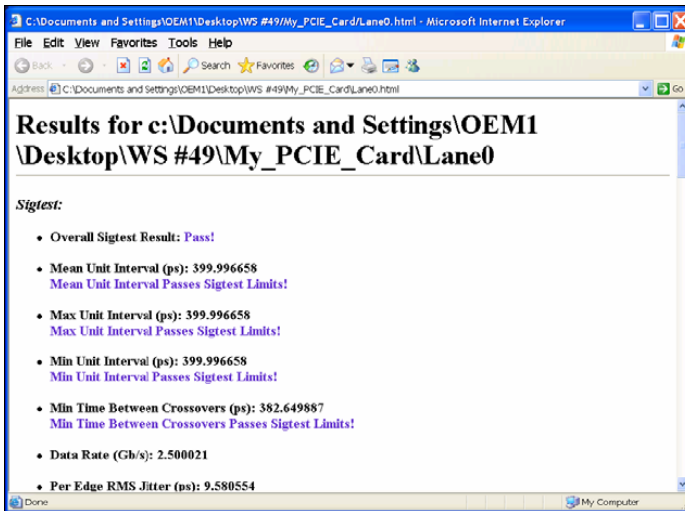 C:\Documents and Settings\OEM1\Desktop\WS #49/My_PCIE_Card/Lane0.html - Microsoft Internet Explorer
File Edit View Favorites Tools Help
Back Search Favorites
Address C:\Documents and Settings\OEM1\Desktop\WS #49\My_PCIE_Card\Lane0.html Go
Results for c:\Documents and Settings\OEM1
\Desktop\WS #49\My_PCIE_Card\Lane0
Sigtest:
• Overall Sigtest Result: Pass!
• Mean Unit Interval (ps): 399.996658
Mean Unit Interval Passes Sigtest Limits!
• Max Unit Interval (ps): 399.996658
Max Unit Interval Passes Sigtest Limits!
• Min Unit Interval (ps): 399.996658
Min Unit Interval Passes Sigtest Limits!
• Min Time Between Crossovers (ps): 382.649887
Min Time Between Crossovers Passes Sigtest Limits!
• Data Rate (Gb/s): 2.500021
• Per Edge RMS Jitter (ps): 9.580554
Done My Computer